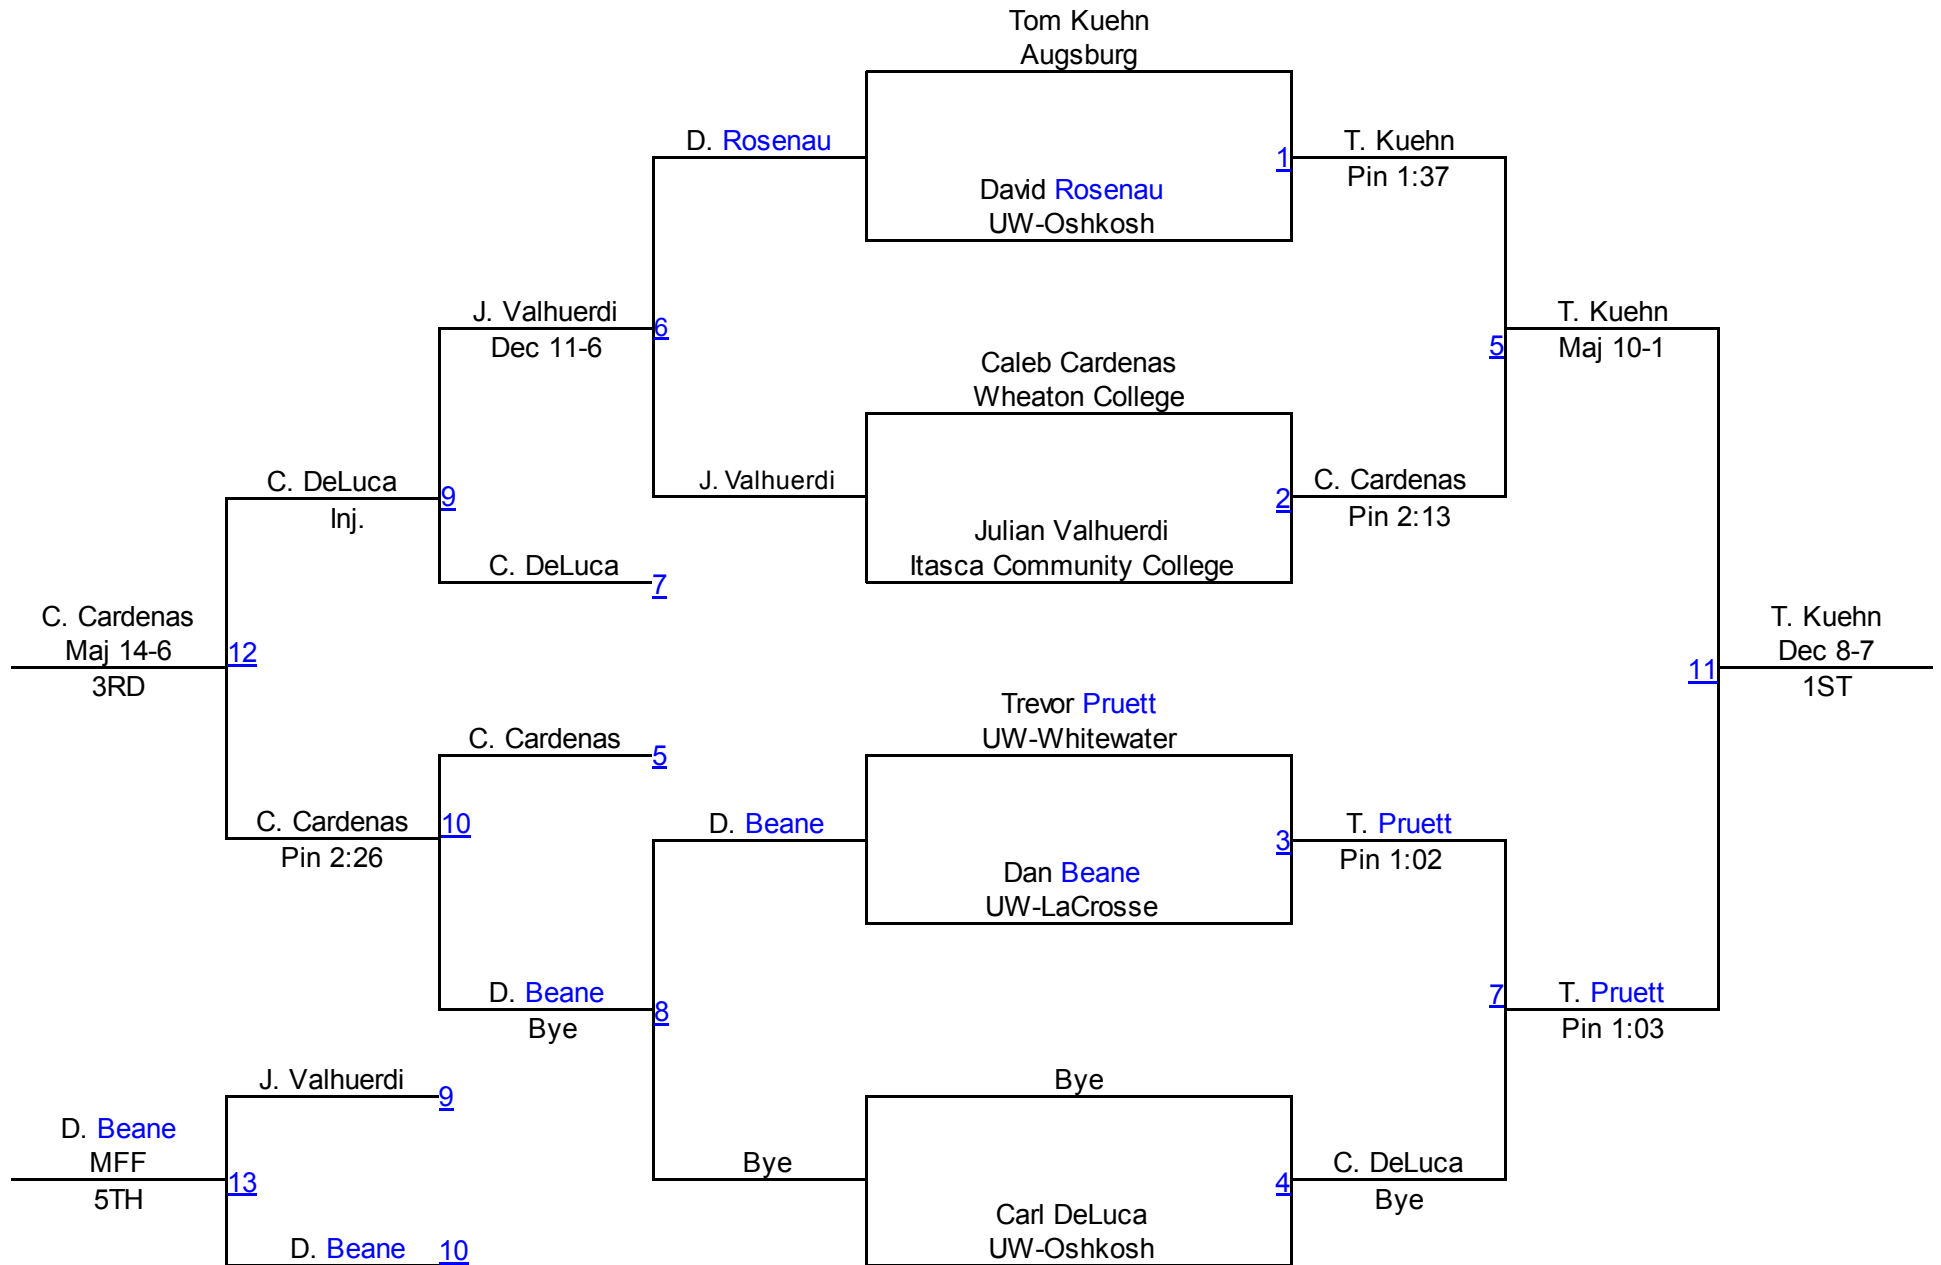 Tom Kuehn
Augsburg
D. Rosenau
1
T. Kuehn
Pin 1:37
David Rosenau
UW-Oshkosh
J. Valhuerdi
Dec 11-6
6
T. Kuehn
Maj 10-1
5
Caleb Cardenas
Wheaton College
C. DeLuca
Inj.
9
J. Valhuerdi
2
C. Cardenas
Pin 2:13
Julian Valhuerdi
Itasca Community College
C. DeLuca
7
C. Cardenas
Maj 14-6
3RD
12
T. Kuehn
Dec 8-7
1ST
11
Trevor Pruett
UW-Whitewater
C. Cardenas
5
C. Cardenas
Pin 2:26
10
D. Beane
3
T. Pruett
Pin 1:02
Dan Beane
UW-LaCrosse
D. Beane
Bye
8
7
T. Pruett
Pin 1:03
J. Valhuerdi
9
Bye
D. Beane
MFF
5TH
13
Bye
4
C. DeLuca
Bye
Carl DeLuca
UW-Oshkosh
D. Beane
10